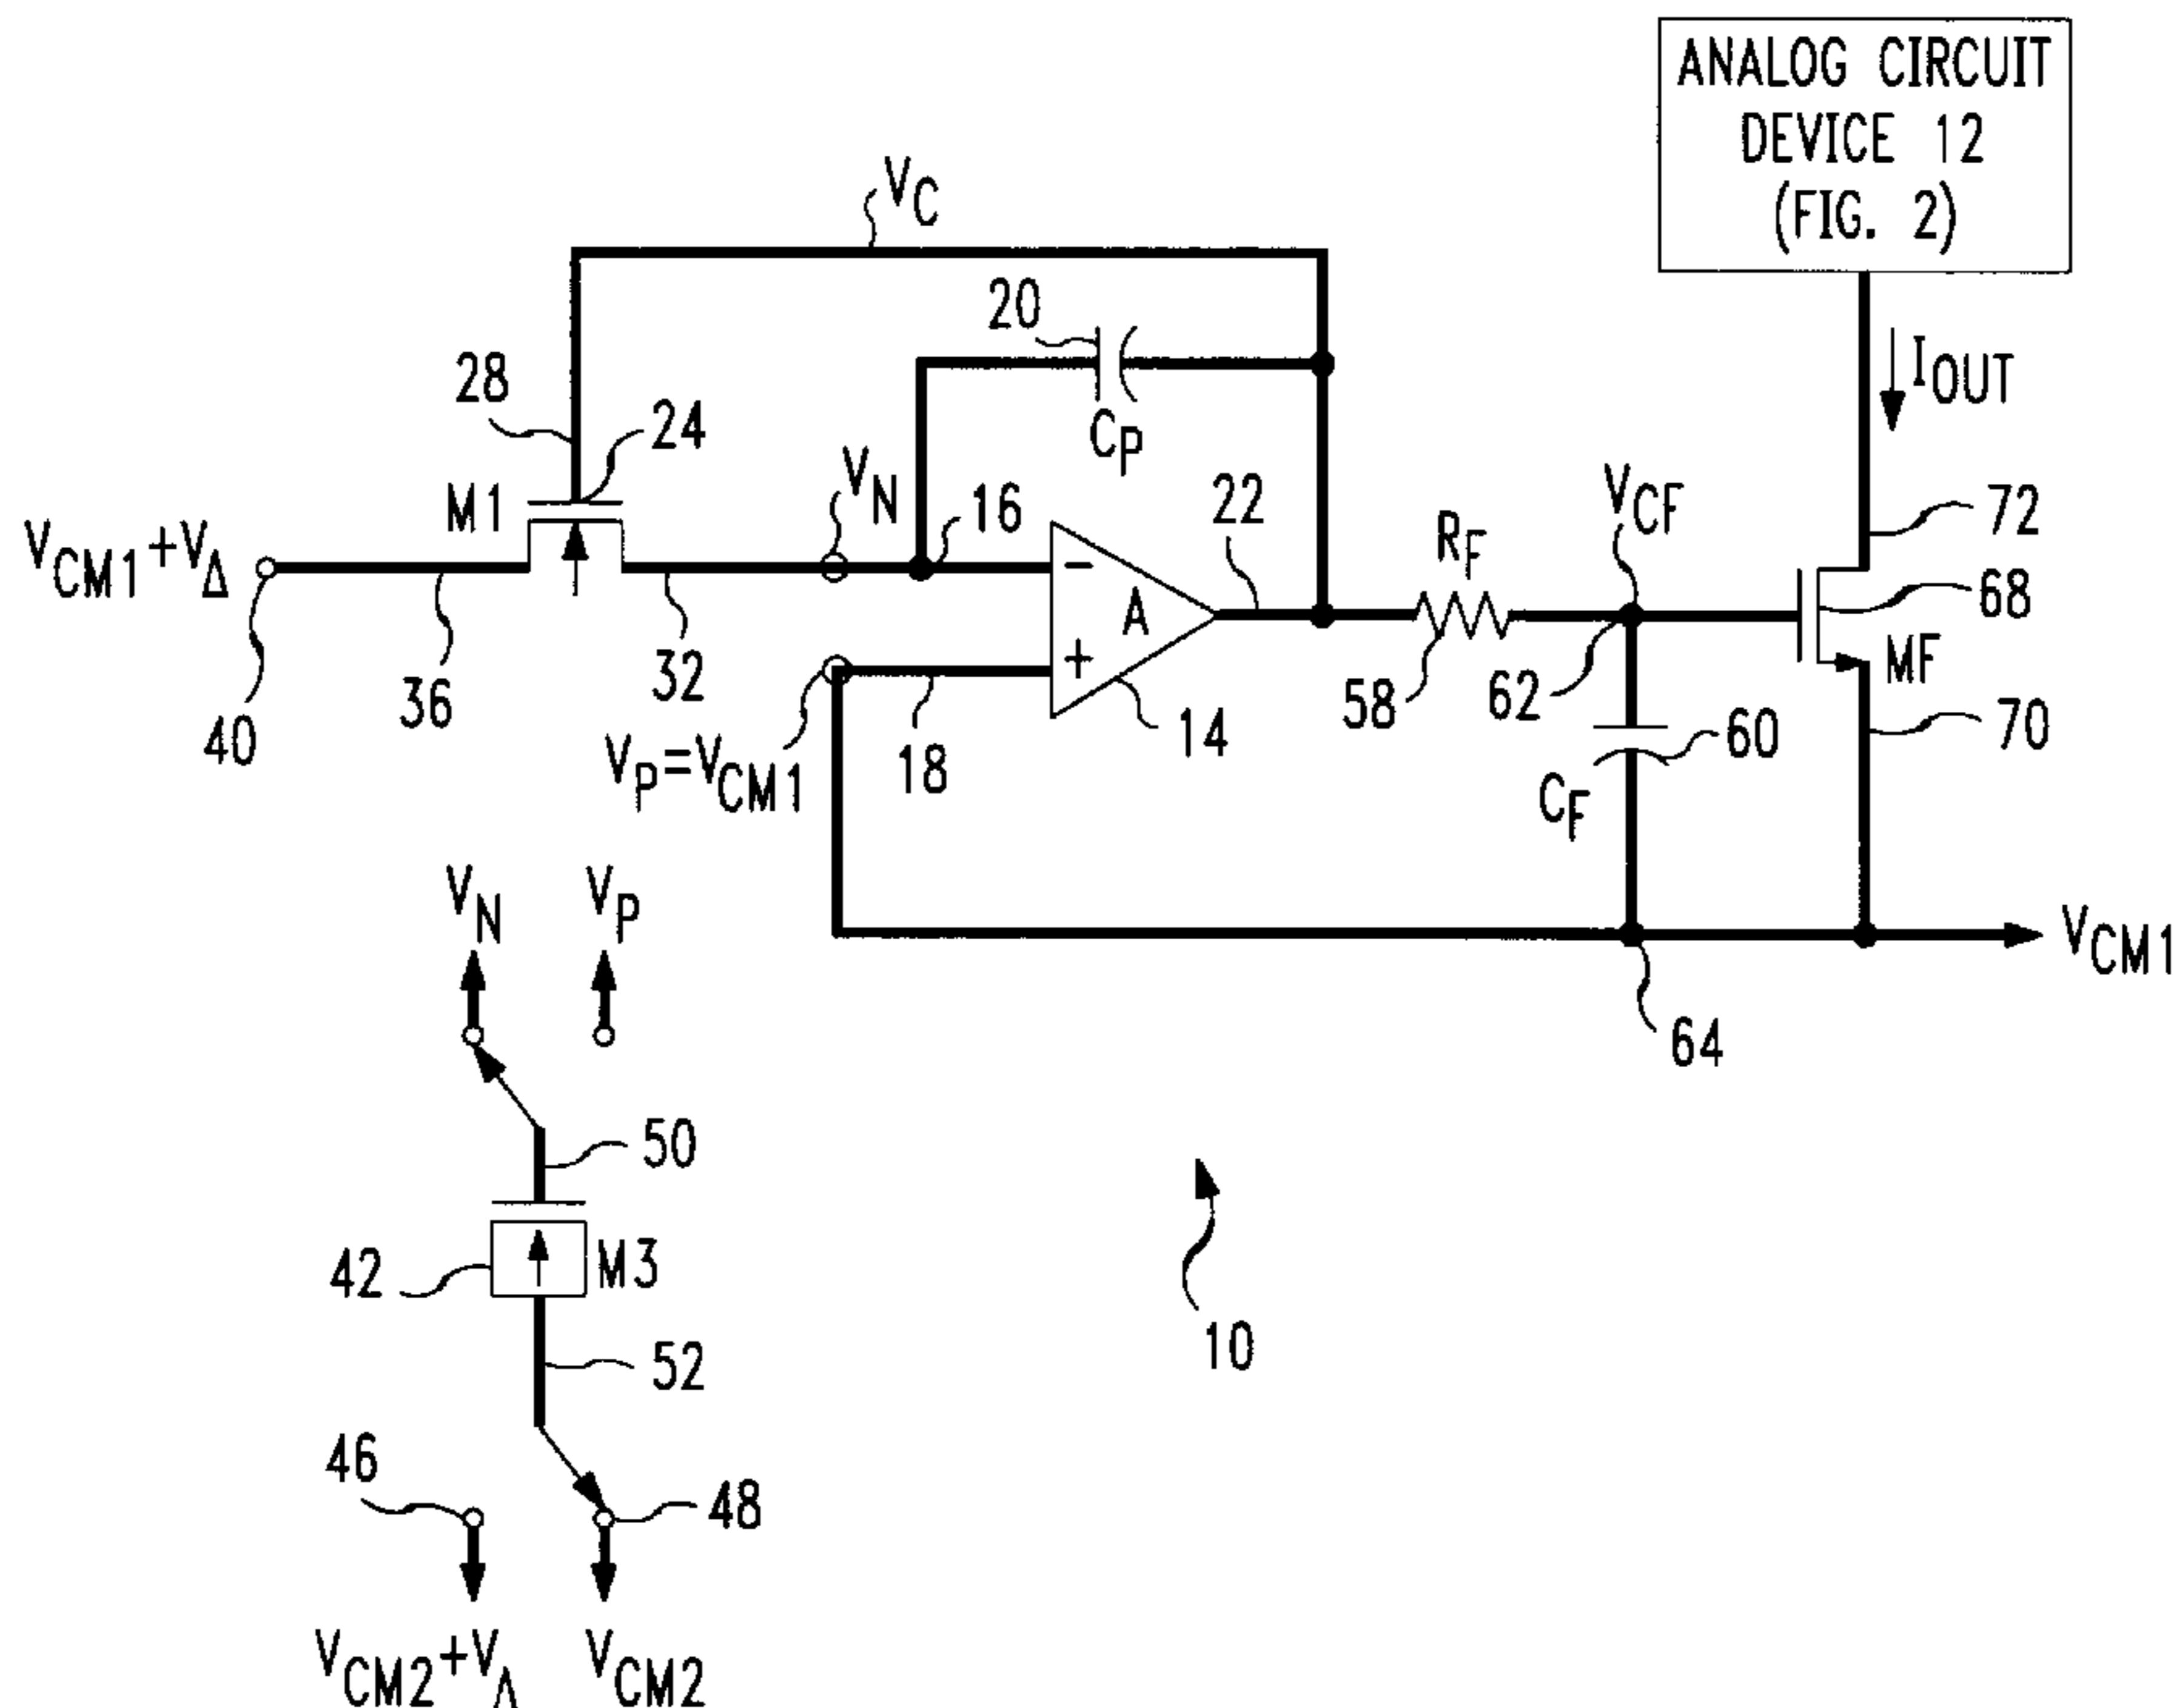 ANALOG CIRCUIT
DEVICE 12
(FIG. 2)
VC
20
28
24
CP
IOUT
M1
VN
16
22
RF
VCF
72
VCM1+VΔ
A
68
MF
40
36
32
VP=VCM1
18
14
58
62
60
70
CF
VN
VP
VCM1
64
50
42
M3
10
52
46
48
VCM2+VΔ
VCM2
-
+